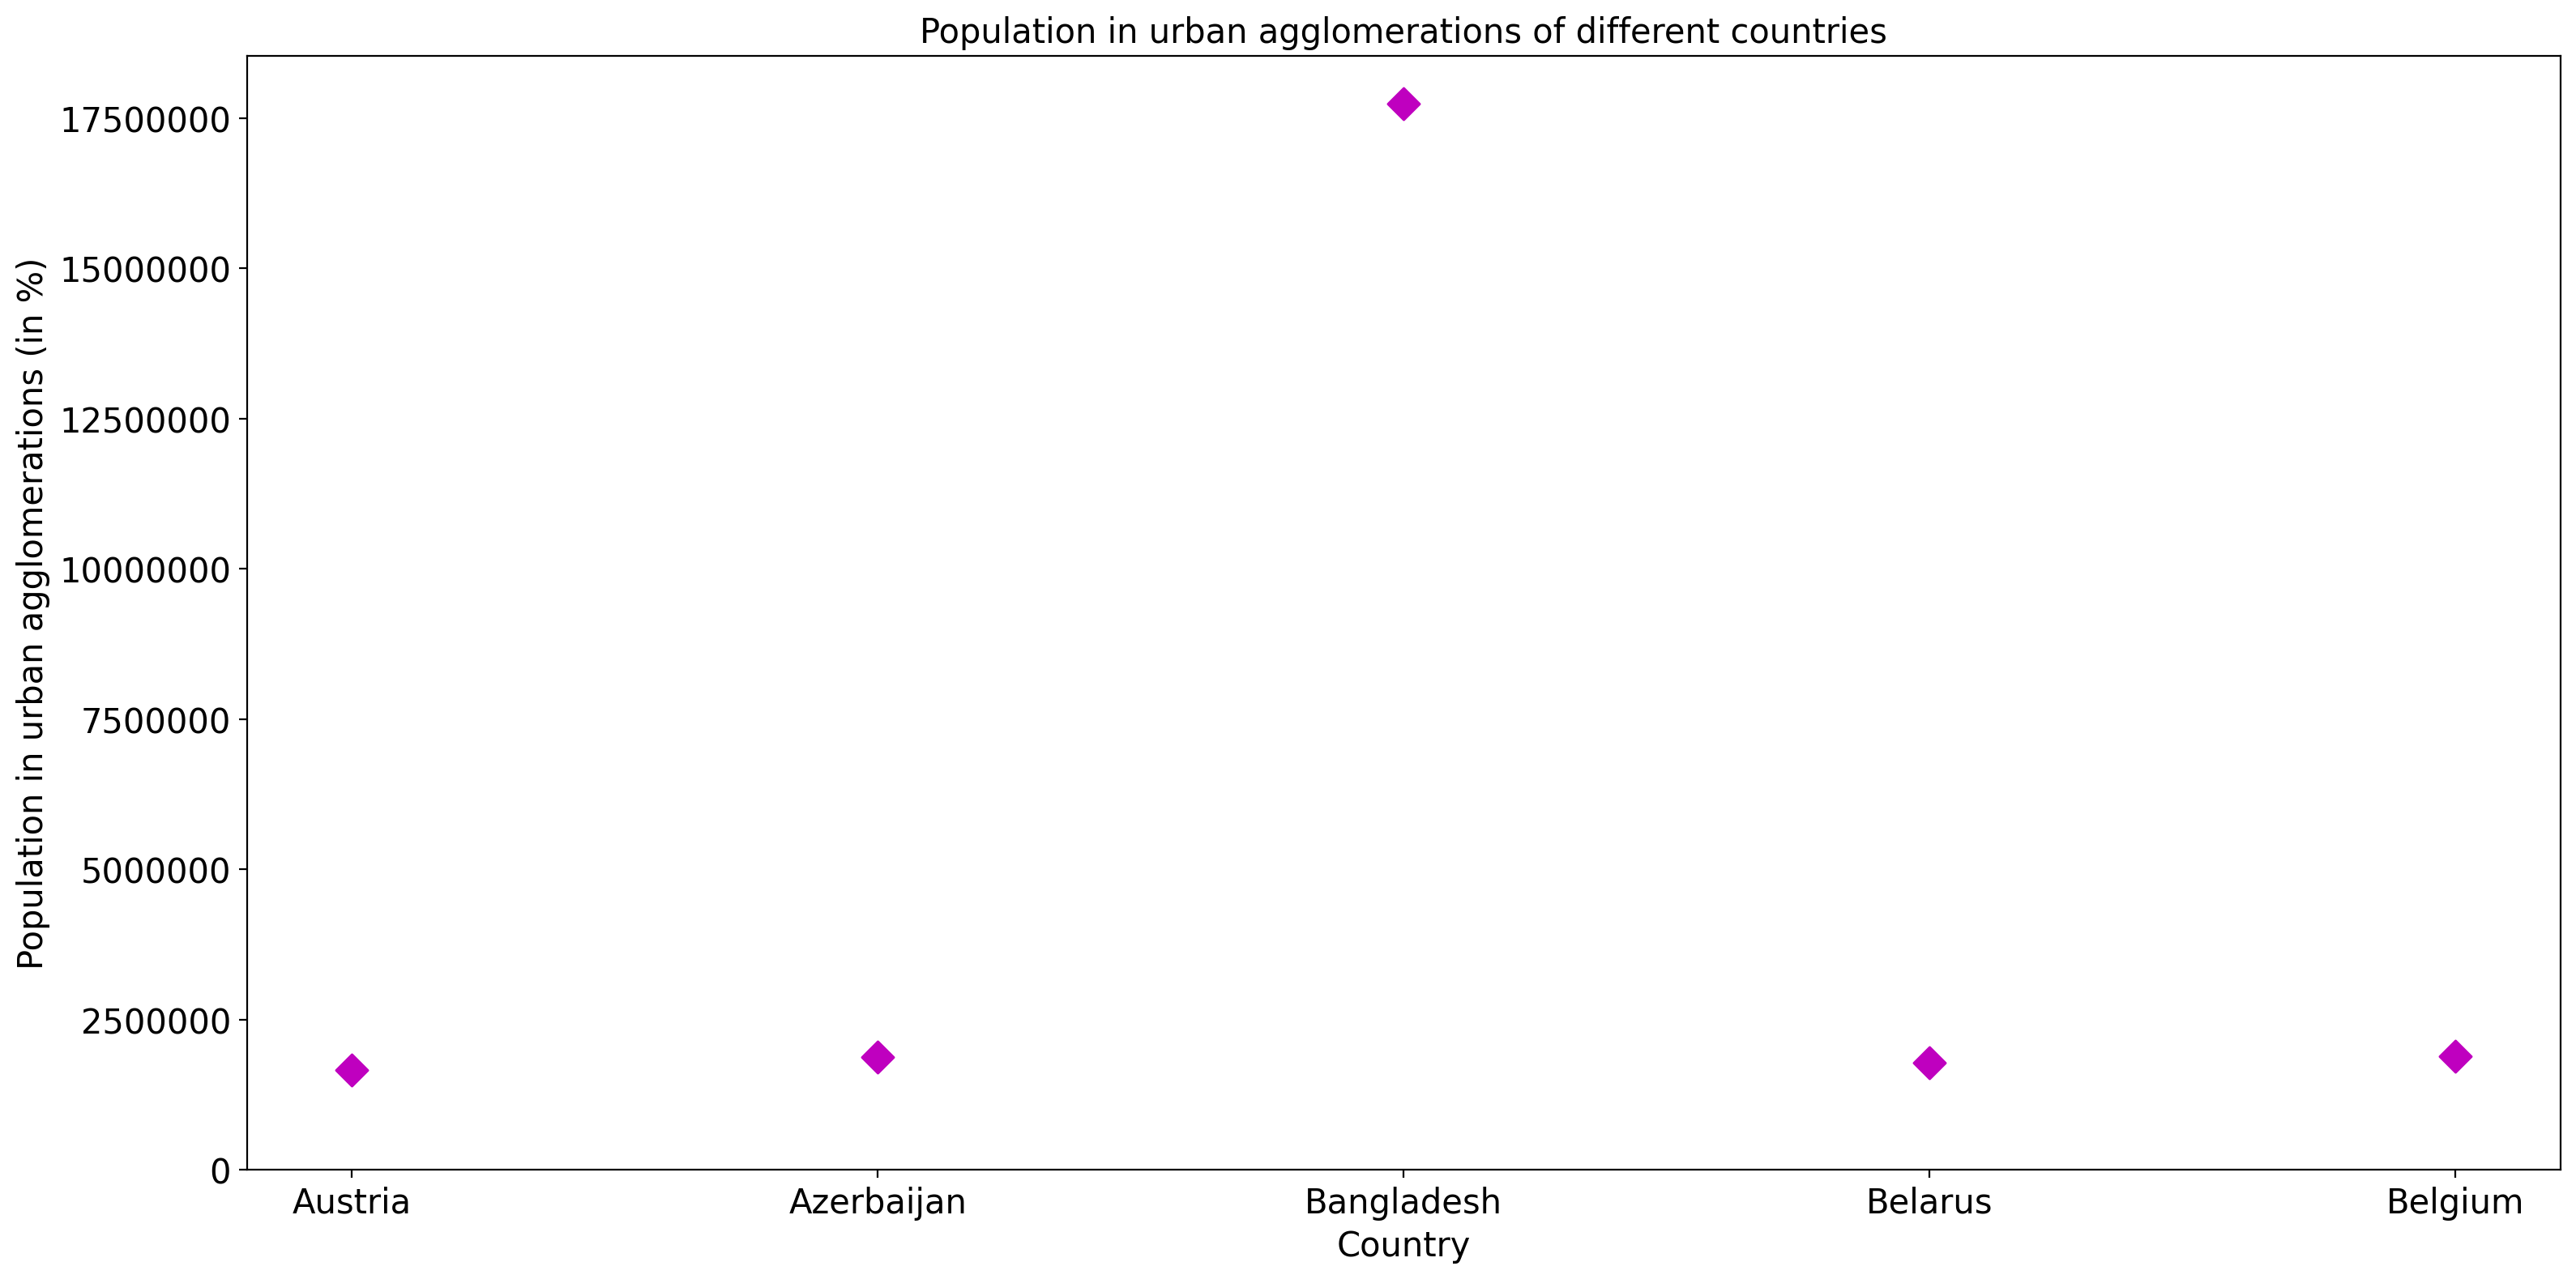 Population in urban agglomerations of different countries
Population in urban agglomerations (in %)
17500000
15000000
12500000
10000000
7500000
5000000
2500000
0
Austria Azerbaijan Bangladesh Belarus Belgium
Country